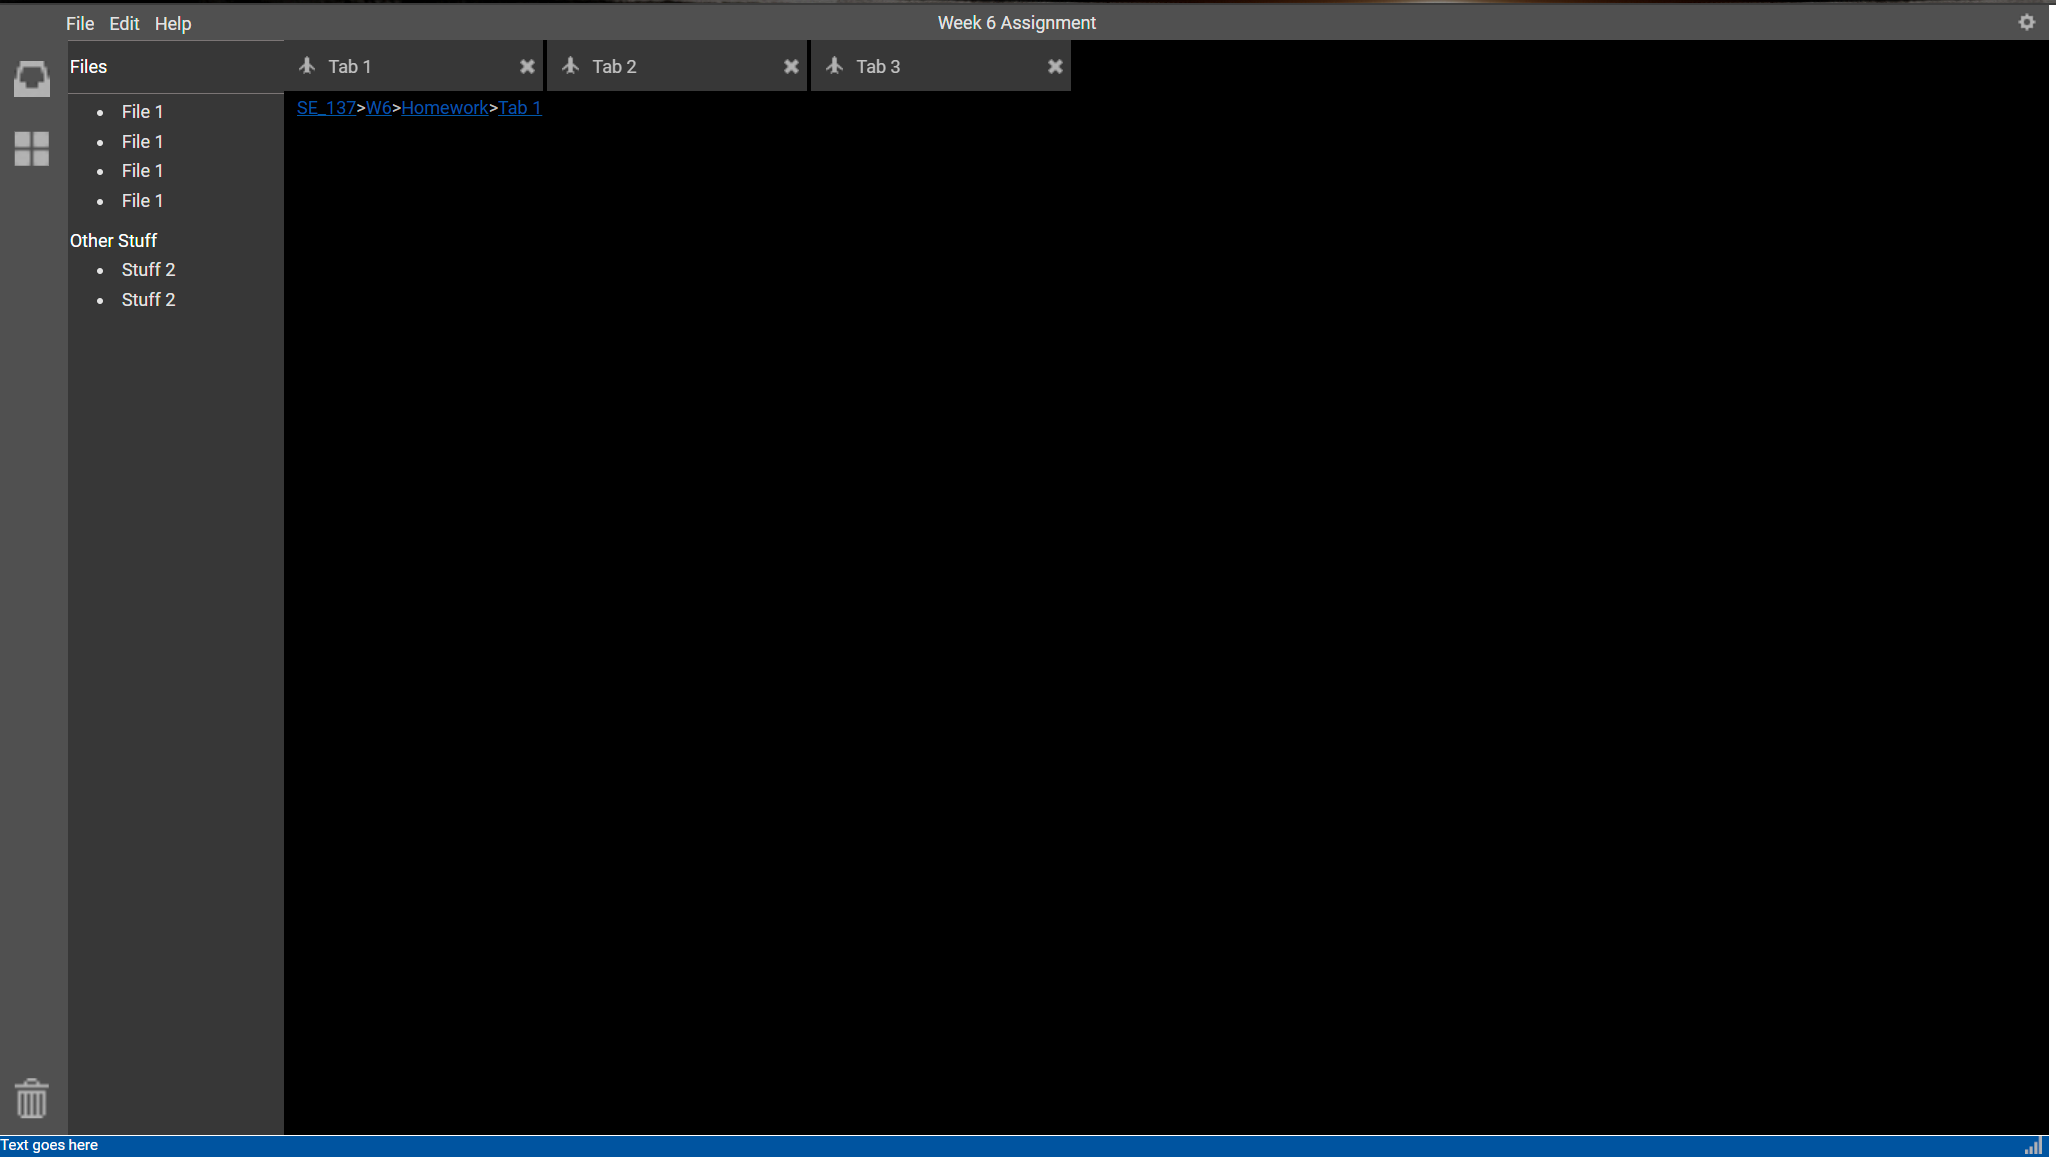 File Edit Help
Week 6 Assignment
Files
Tab 1
Tab 2
Tab 3
SE_137>W6>Homework>Tab 1
File 1
File 1
File 1
File 1
Other Stuff
Stuff 2
Stuff 2
Text goes here